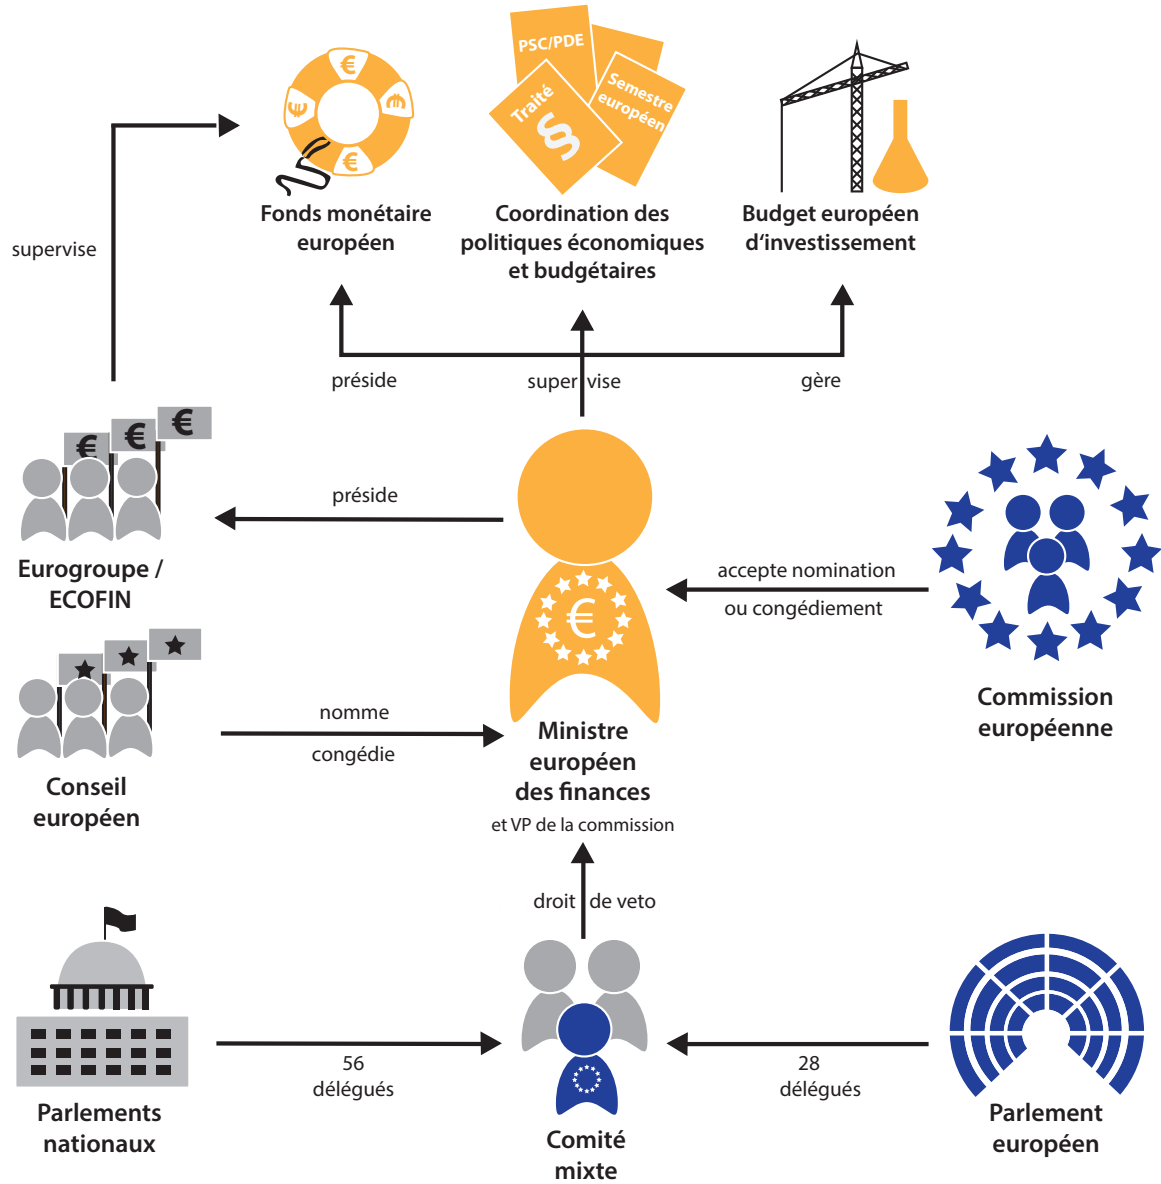 PSC/PDE
Semestre
européen
Traité
§
€
€
€
€
Fonds monétaire
européen
Coordination des
politiques économiques
et budgétaires
Budget européen
d‘investissement
supervise
préside
supervise
gère
€
€
€
préside
Eurogroupe /
ECOFIN
€
accepte nomination
ou congédiement
Commission
européenne
nomme
congédie
Conseil
européen
Ministre
européen
des finances
et VP de la commission
droit de veto
56
délégués
28
délégués
Parlements
nationaux
Comité
mixte
Parlement
européen